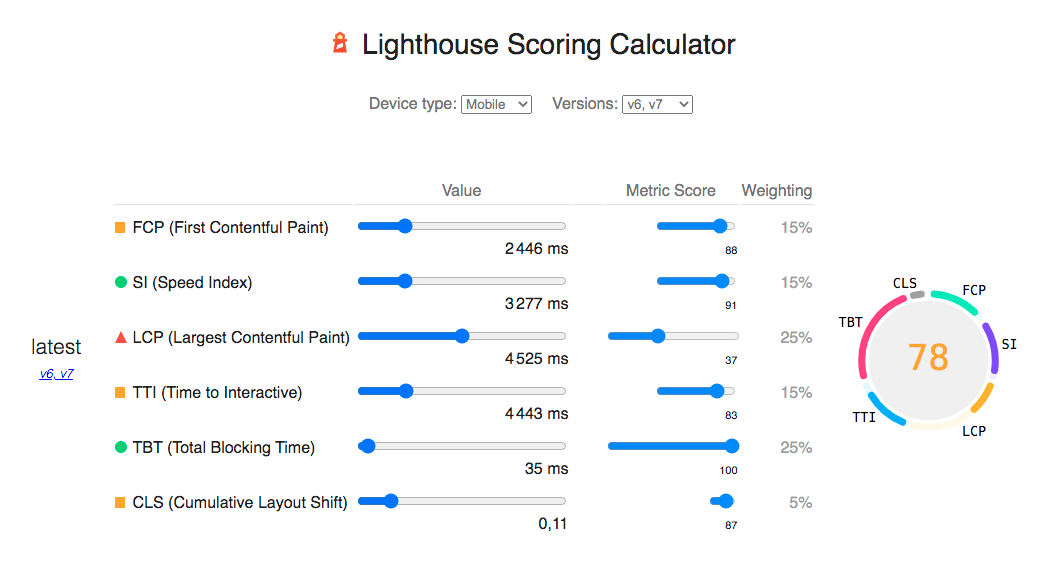 Lighthouse Scoring Calculator
Device type: Mobile Versions: v6, v7
Value Metric Score Weighting
FCP (First Contentful Paint) 15%
2 446 ms 88
SI (Speed Index) 15%
3 277 ms 91
latest
v6, v7
LCP (Largest Contentful Paint) 25%
4 525 ms 37
TTI (Time to Interactive) 15%
4 443 ms 83
TBT (Total Blocking Time) 25%
35 ms 100
CLS (Cumulative Layout Shift) 5%
0,11 87
CLS FCP
TBT SI
78
TTI LCP